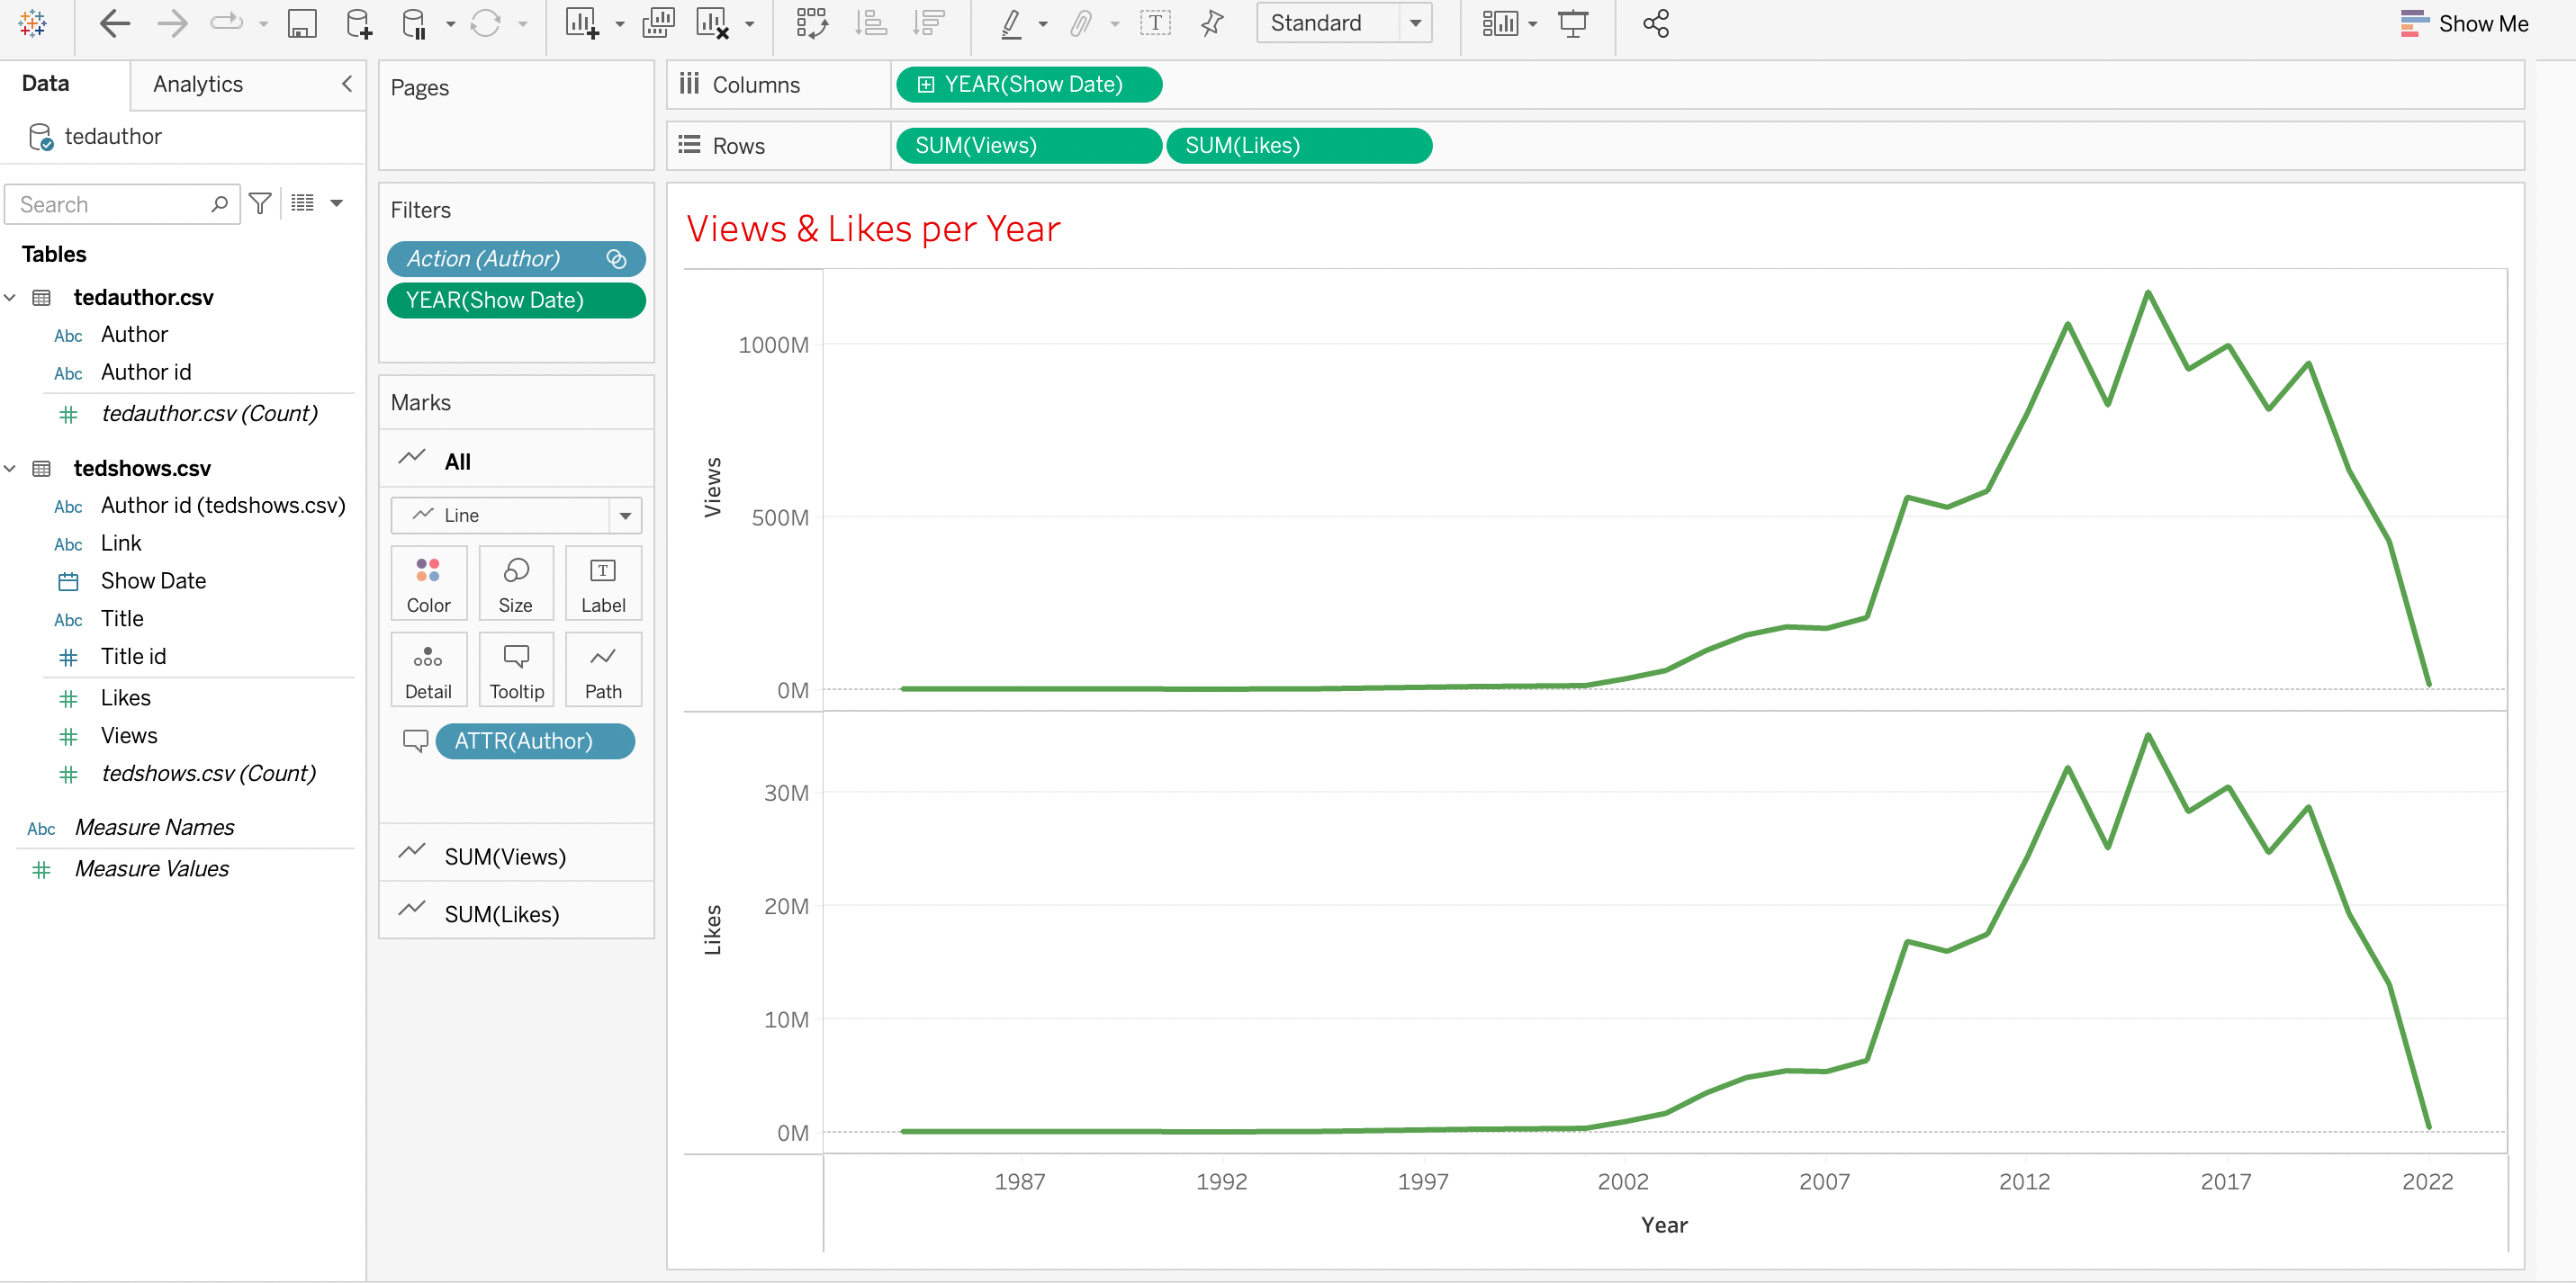 Standard
Show Me
Data
Analytics
tedauthor
Search
Tables
tedauthor.csv
Abc Author
Abc Author id
tedauthor.csv (Count)
tedshows.csv
Abc Author id (tedshows.csv)
Abc Link
Show Date
Abc Title
Title id
Likes
Views
tedshows.csv (Count)
Abc Measure Names
Measure Values
Pages
Filters
Action (Author)
YEAR(Show Date)
Marks
All
Line
Color Size T Label
Detail Tooltip Path
ATTR(Author)
SUM(Views)
SUM(Likes)
Columns YEAR(Show Date)
Rows SUM(Views) SUM(Likes)
Views & Likes per Year
Views
1000M
500M
0M
Likes
30M
20M
10M
0M
1987 1992 1997 2002 2007 2012 2017 2022
Year